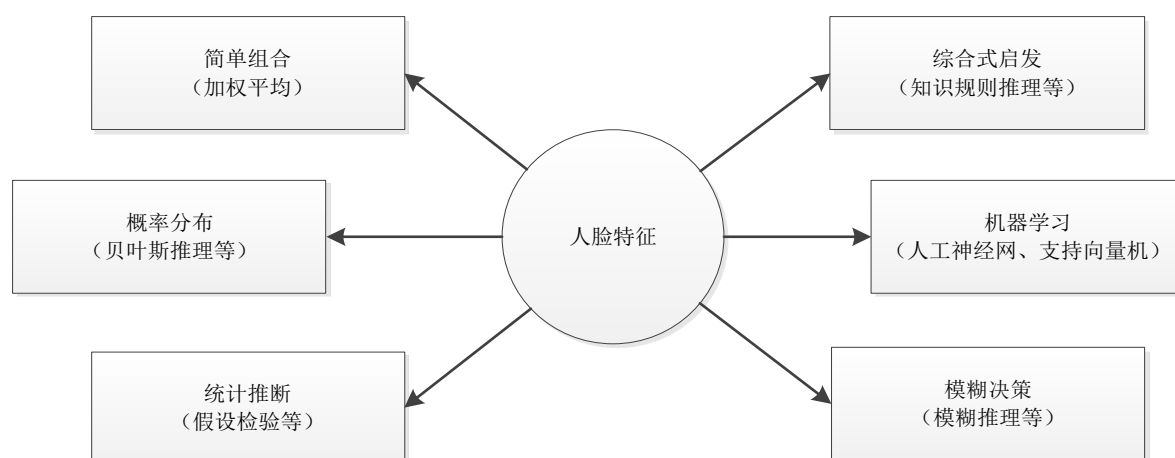 简单组合
（加权平均）
综合式启发
（知识规则推理等）
概率分布
（贝叶斯推理等）
人脸特征
机器学习
（人工神经网、支持向量机）
统计推断
（假设检验等）
模糊决策
（模糊推理等）